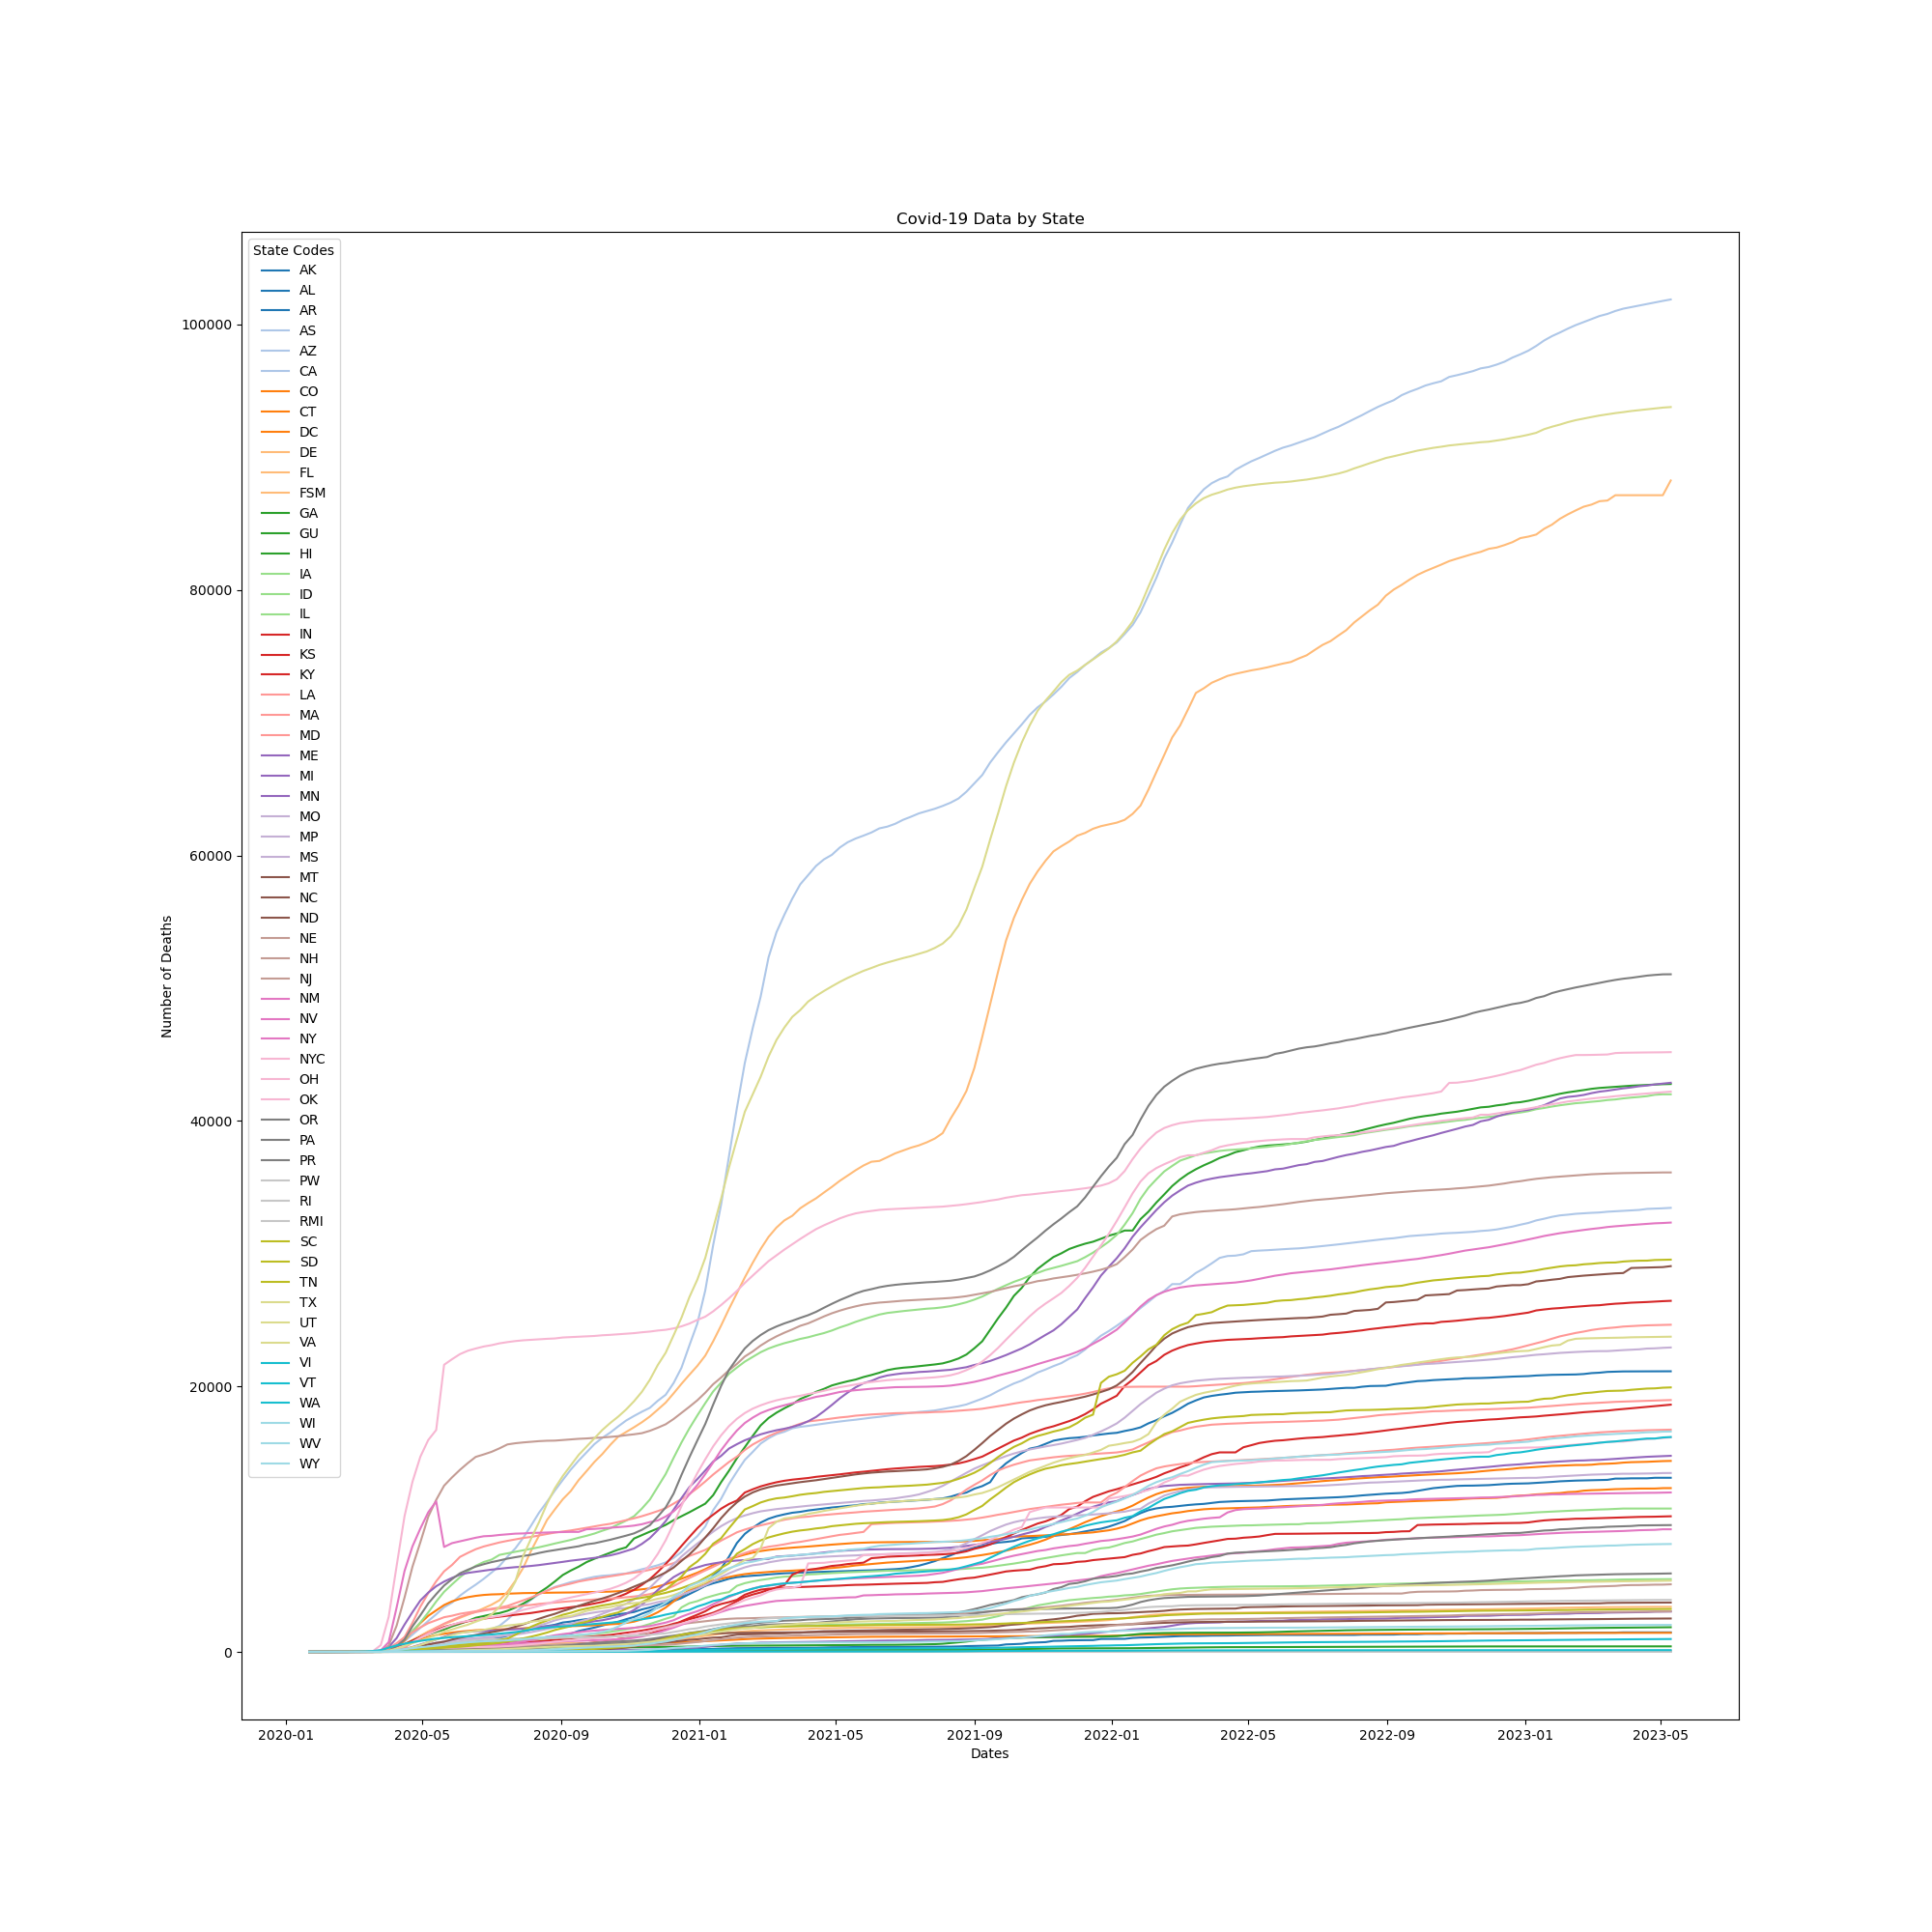 Covid-19 Data by State
State Codes
AK
AL
AR
AS
AZ
CA
CO
CT
DC
DE
FL
FSM
GA
GU
HI
IA
ID
IL
IN
KS
KY
LA
MA
MD
ME
MI
MN
MO
MP
MS
MT
NC
ND
NE
NH
NJ
NM
NV
NY
NYC
OH
OK
OR
PA
PR
PW
RI
RMI
SC
SD
TN
TX
UT
VA
VI
VT
WA
WI
WV
WY
100000
80000
60000
40000
20000
0
Number of Deaths
2020-01 2020-05 2020-09 2021-01 2021-05 2021-09 2022-01 2022-05 2022-09 2023-01 2023-05
Dates